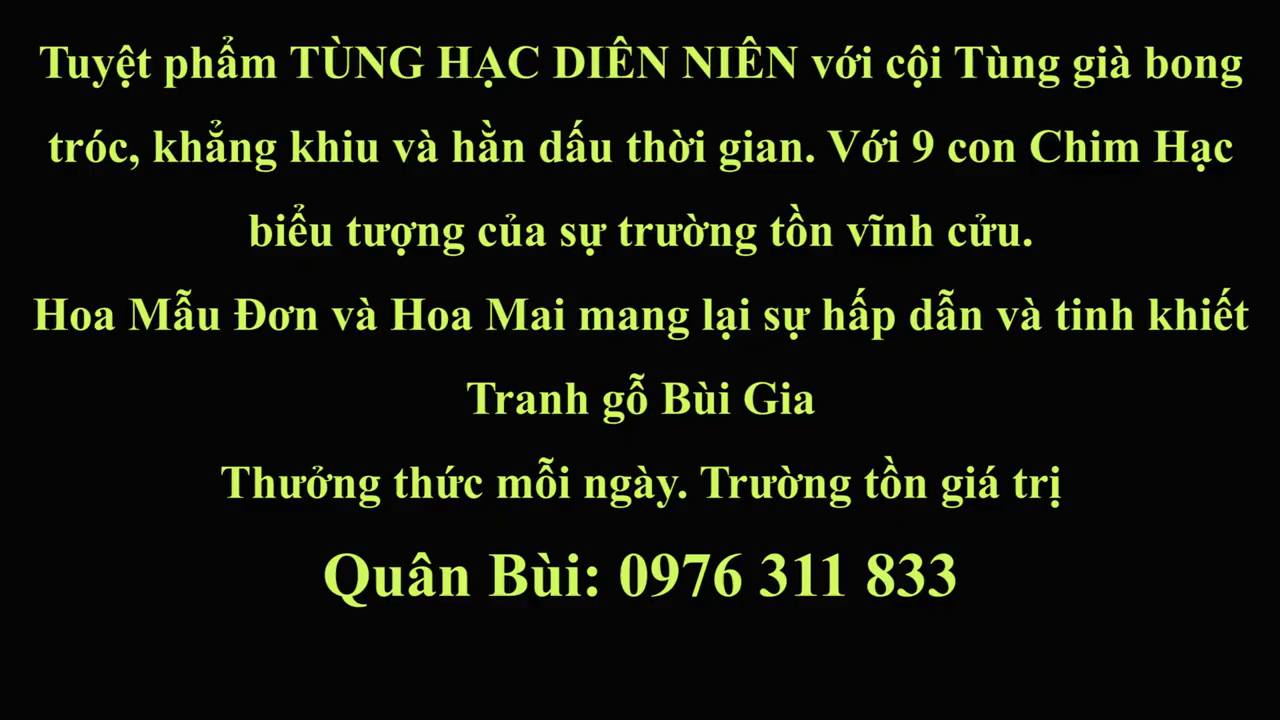 Tuyệt phẩm TÙNG HẠC DIÊN NIÊN với cội Tùng già bong
tróc, khẳng khiu và hằn dấu thời gian. Với 9 con Chim Hạc
biểu tượng của sự trường tồn vĩnh cửu.
Hoa Mẫu Đơn và Hoa Mai mang lại sự hấp dẫn và tinh khiết
Tranh gỗ Bùi Gia
Thưởng thức mỗi ngày. Trường tồn giá trị
Quân Bùi: 0976 311 833